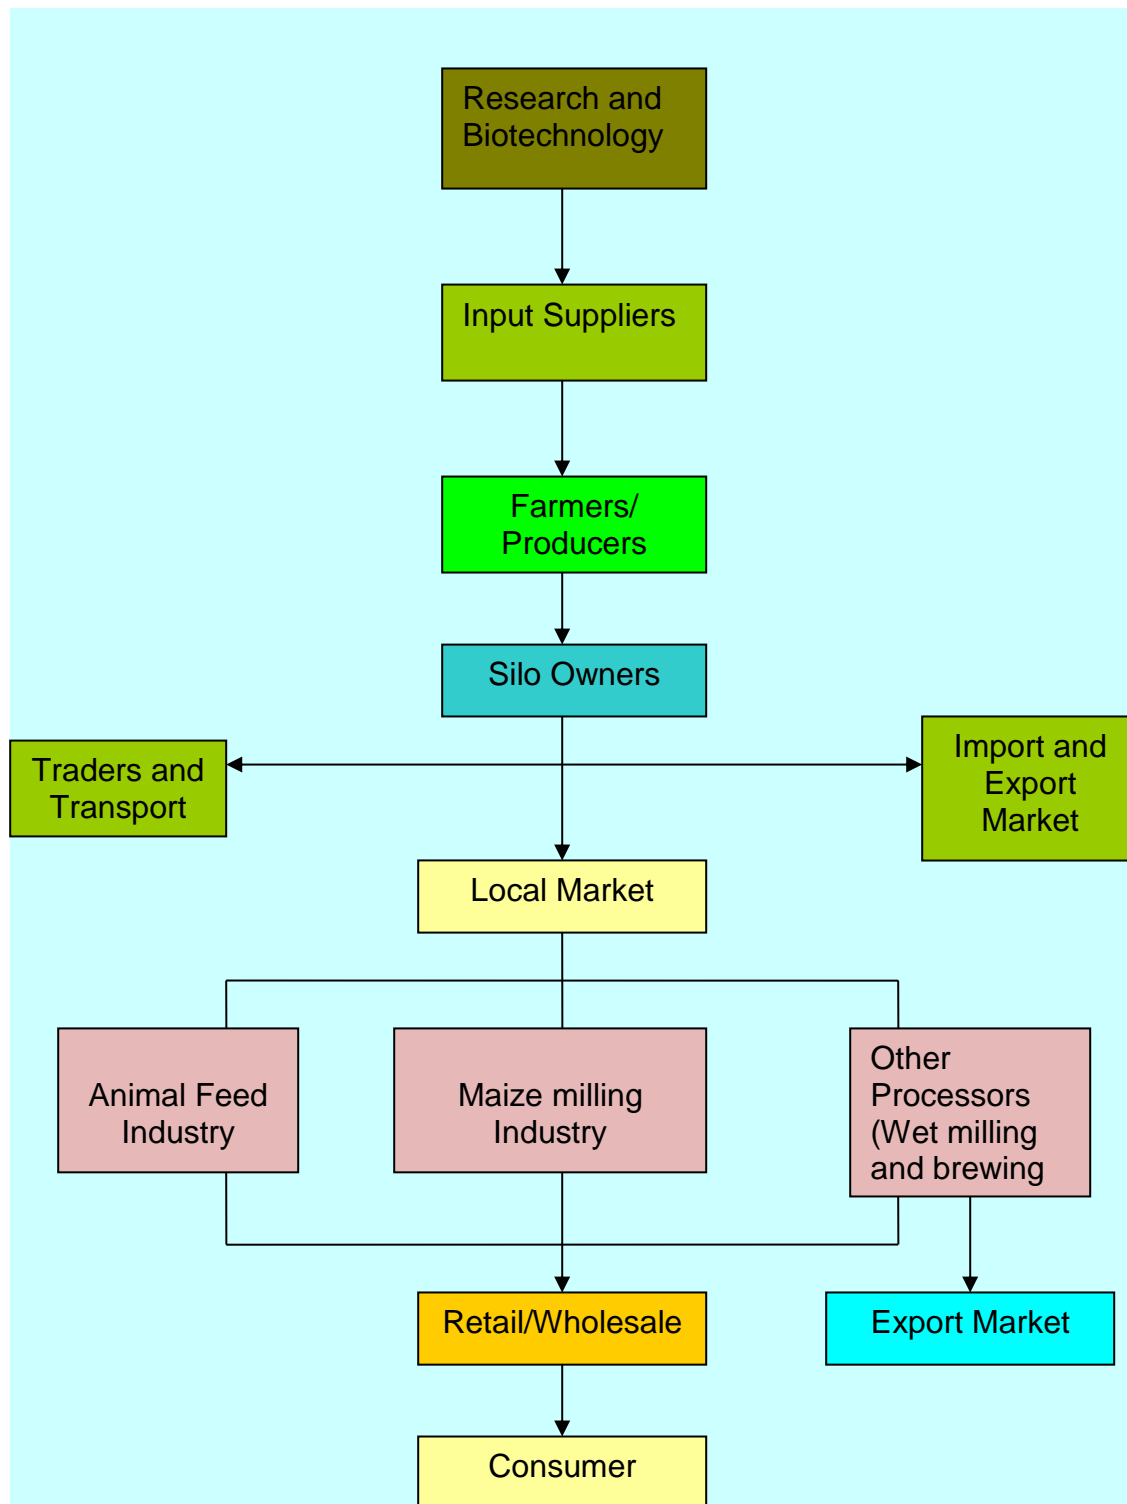 Research and
Biotechnology
Input Suppliers
Farmers/
Producers
Silo Owners
Traders and
Transport
Import and
Export
Market
Local Market
Animal Feed
Industry
Maize milling
Industry
Other
Processors
(Wet milling
and brewing
Retail/Wholesale
Export Market
Consumer